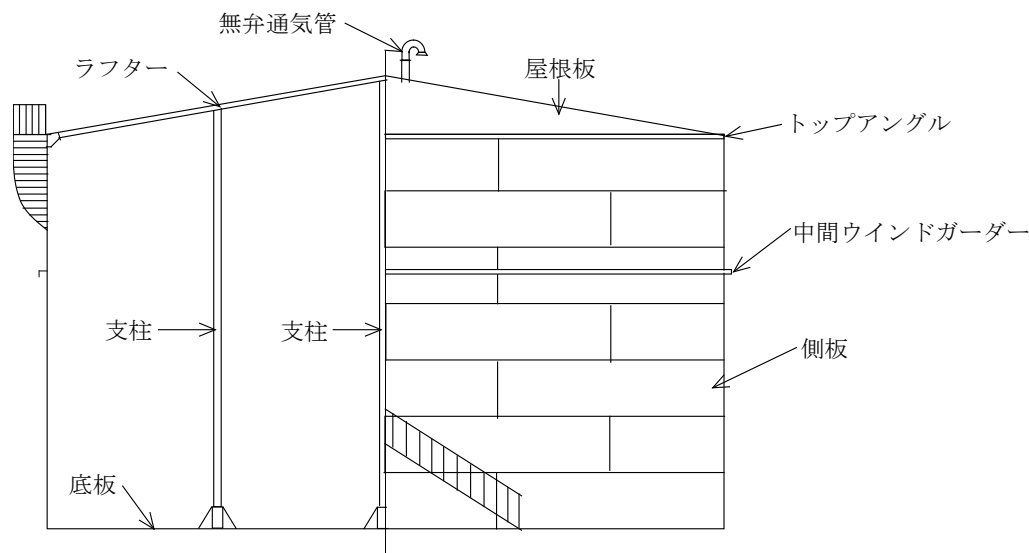 無弁通気管
ラフター
屋根板
トップアングル
中間ウインドガーダー
支柱
支柱
側板
底板